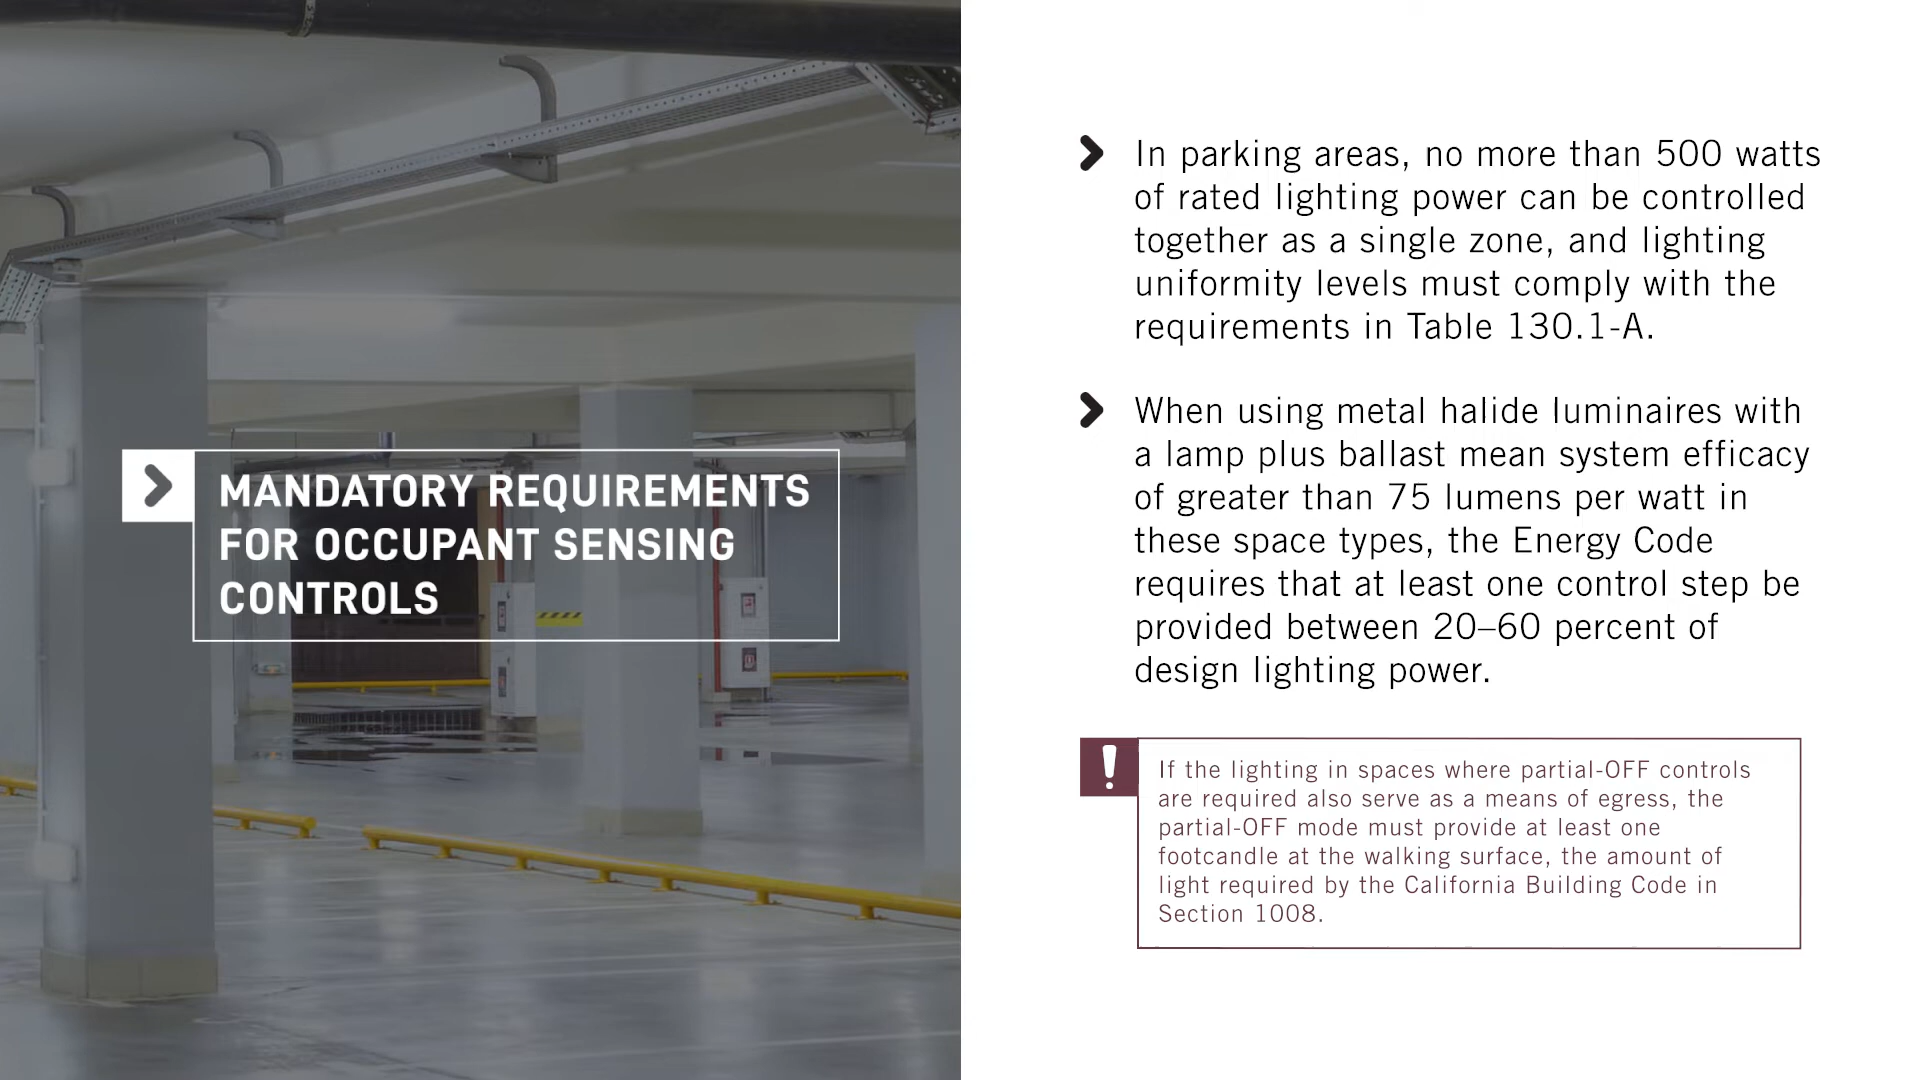 MANDATORY REQUIREMENTS
FOR OCCUPANT SENSING
CONTROLS
In parking areas, no more than 500 watts
of rated lighting power can be controlled
together as a single zone, and lighting
uniformity levels must comply with the
requirements in Table 130.1-A.
When using metal halide luminaires with
a lamp plus ballast mean system efficacy
of greater than 75 lumens per watt in
these space types, the Energy Code
requires that at least one control step be
provided between 20–60 percent of
design lighting power.
!
If the lighting in spaces where partial-OFF controls
are required also serve as a means of egress, the
partial-OFF mode must provide at least one
footcandle at the walking surface, the amount of
light required by the California Building Code in
Section 1008.